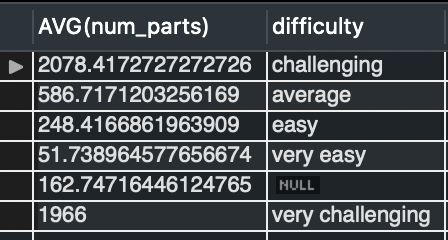 AVG(num_parts) difficulty
2078.4172727272726 challenging
586.7171203256169 average
248.4166861963909 easy
51.738964577656674 very easy
162.74716446124765 NULL
1966 very challenging